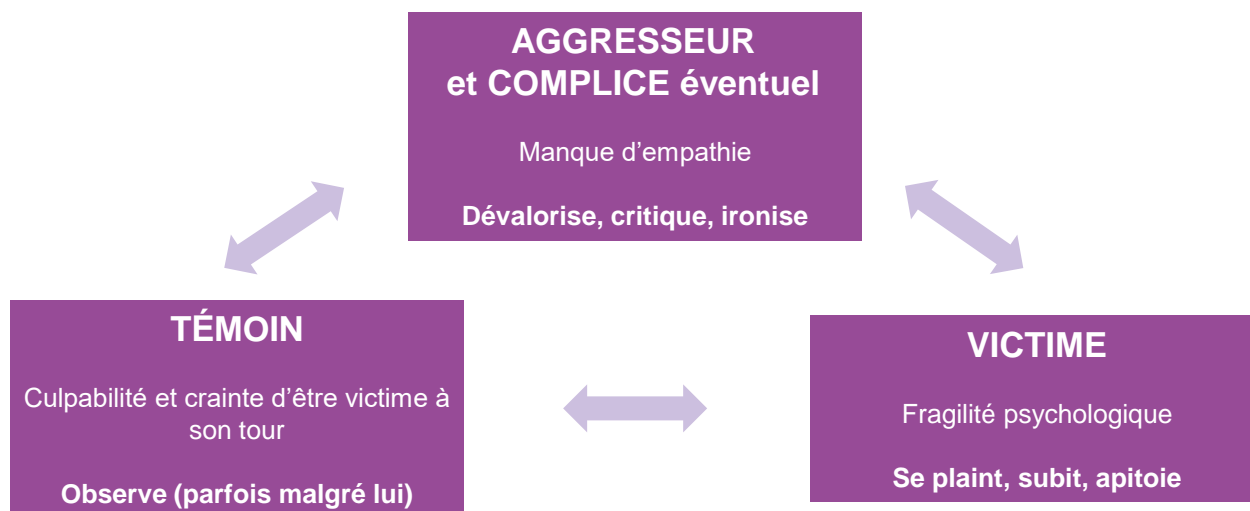 AGGRESSEUR
et COMPLICE éventuel
Manque d’empathie
Dévalorise, critique, ironise
TÉMOIN
Culpabilité et crainte d’être victime à
son tour
Observe (parfois malgré lui)
VICTIME
Fragilité psychologique
Se plaint, subit, apitoie